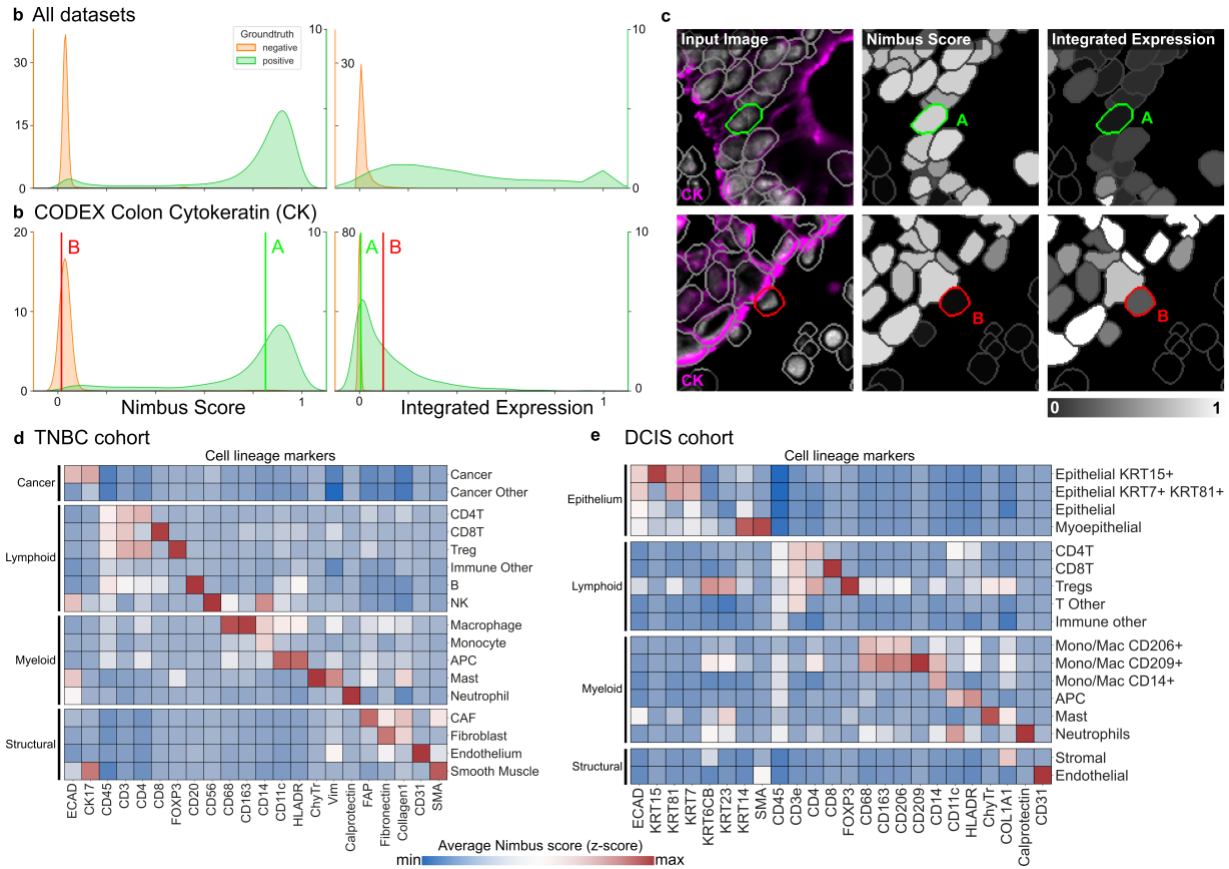 b All datasets
Groundtruth
negative
positive
30
15
0
30
10
0
b CODEX Colon Cytokeratin (CK)
20
10
0
B
A
10
80
A
B
10
0
0
1
0
1
Nimbus Score
Integrated Expression
c
Input Image
Nimbus Score
Integrated Expression
A
A
CK
B
B
CK
0
1
d TNBC cohort
Cell lineage markers
Cancer
Cancer
Cancer Other
Lymphoid
CD4T
CD8T
Treg
Immune Other
B
NK
Myeloid
Macrophage
Monocyte
APC
Mast
Neutrophil
Structural
CAF
Fibroblast
Endothelium
Smooth Muscle
ECAD
CK17
CD45
CD3
CD4
CD8
FOXP3
CD20
CD56
CD68
CD163
CD14
CD11c
HLADR
ChyTr
Vim
Calprotectin
FAP
Fibronectin
Collagen1
CD31
SMA
e DCIS cohort
Cell lineage markers
Epithelium
Epithelial KRT15+
Epithelial KRT7+ KRT81+
Epithelial
Myoepithelial
Lymphoid
CD4T
CD8T
Tregs
T Other
Immune other
Myeloid
Mono/Mac CD206+
Mono/Mac CD209+
Mono/Mac CD14+
APC
Mast
Neutrophils
Structural
Stromal
Endothelial
ECAD
KRT15
KRT81
KRT7
KRT6CB
KRT23
KRT14
SMA
CD45
CD3e
CD4
CD8
FOXP3
CD68
CD163
CD206
CD209
CD14
CD11c
HLADR
ChyTr
COL1A1
Calprotectin
CD31
Average Nimbus score (z-score)
min
max